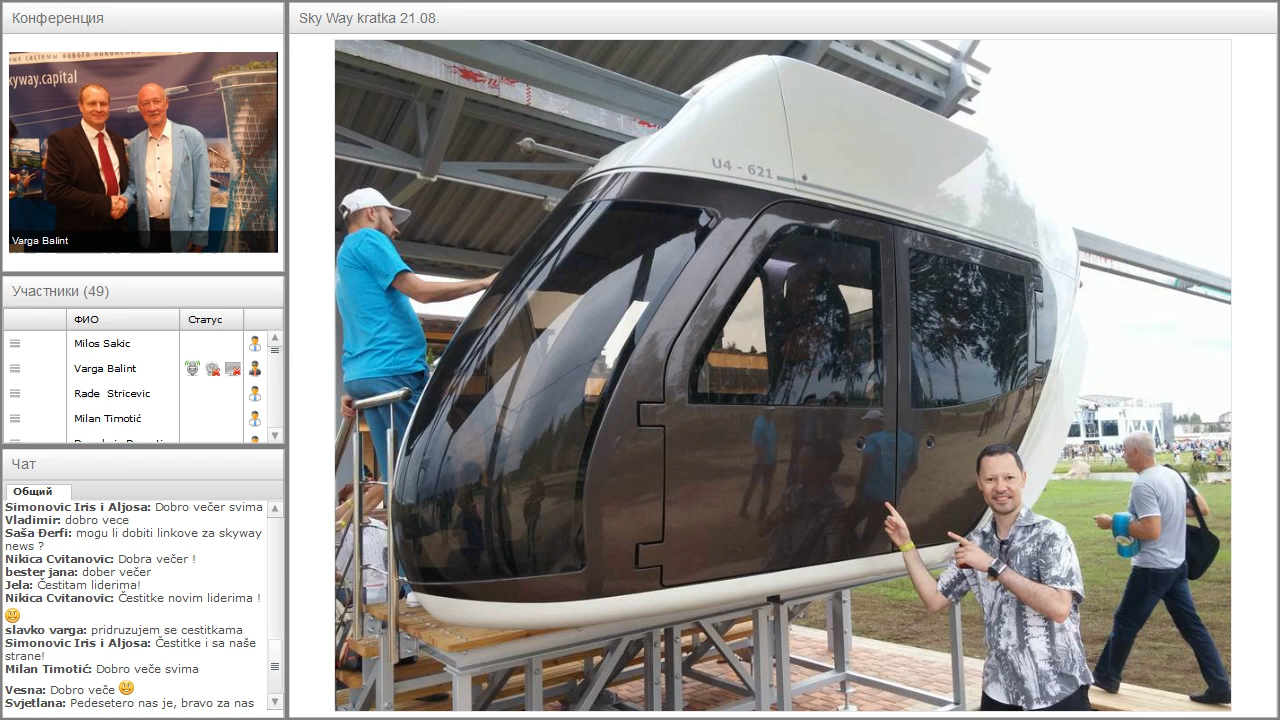 Конференция
Sky Way kratka 21.08.
kyway.capital
U4 - 621
Varga Balint
Участники (49)
ФИО Статус
Milos Sakic
Varga Balint
Rade Stricevic
Milan Timotić
Чат
Общий
Simonovic Iris i Aljosa: Dobro večer svima
Vladimir: dobro vece
Saša Đerfi: mogu li dobiti linkove za skyway
news ?
Nikica Cvitanovic: Dobra večer !
bester jana: dober večer
Jela: Čestitam liderima!
Nikica Cvitanovic: Čestitke novim liderima !
slavko varga: pridruzujem se cestitkama
Simonovic Iris i Aljosa: Čestitke i sa naše
strane!
Milan Timotić: Dobro veče svima
Vesna: Dobro veče
Svjetlana: Pedesetero nas je, bravo za nas